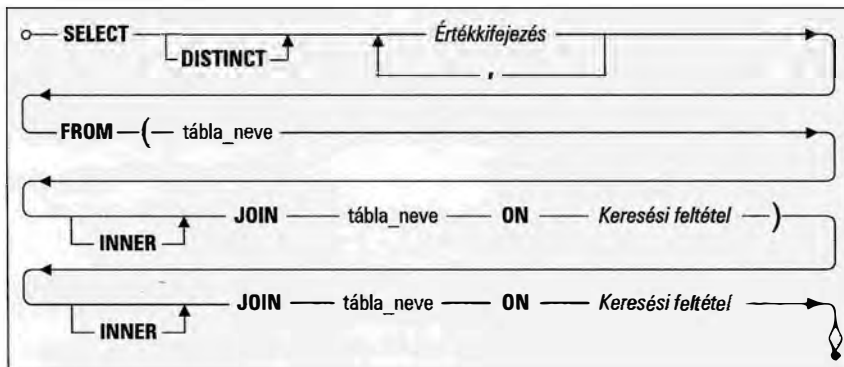 SELECT Értékkifejezés
DISTINCT ,
FROM ( tábla_neve
JOIN tábla_neve ON Keresési feltétel )
INNER
JOIN tábla_neve ON Keresési feltétel
INNER